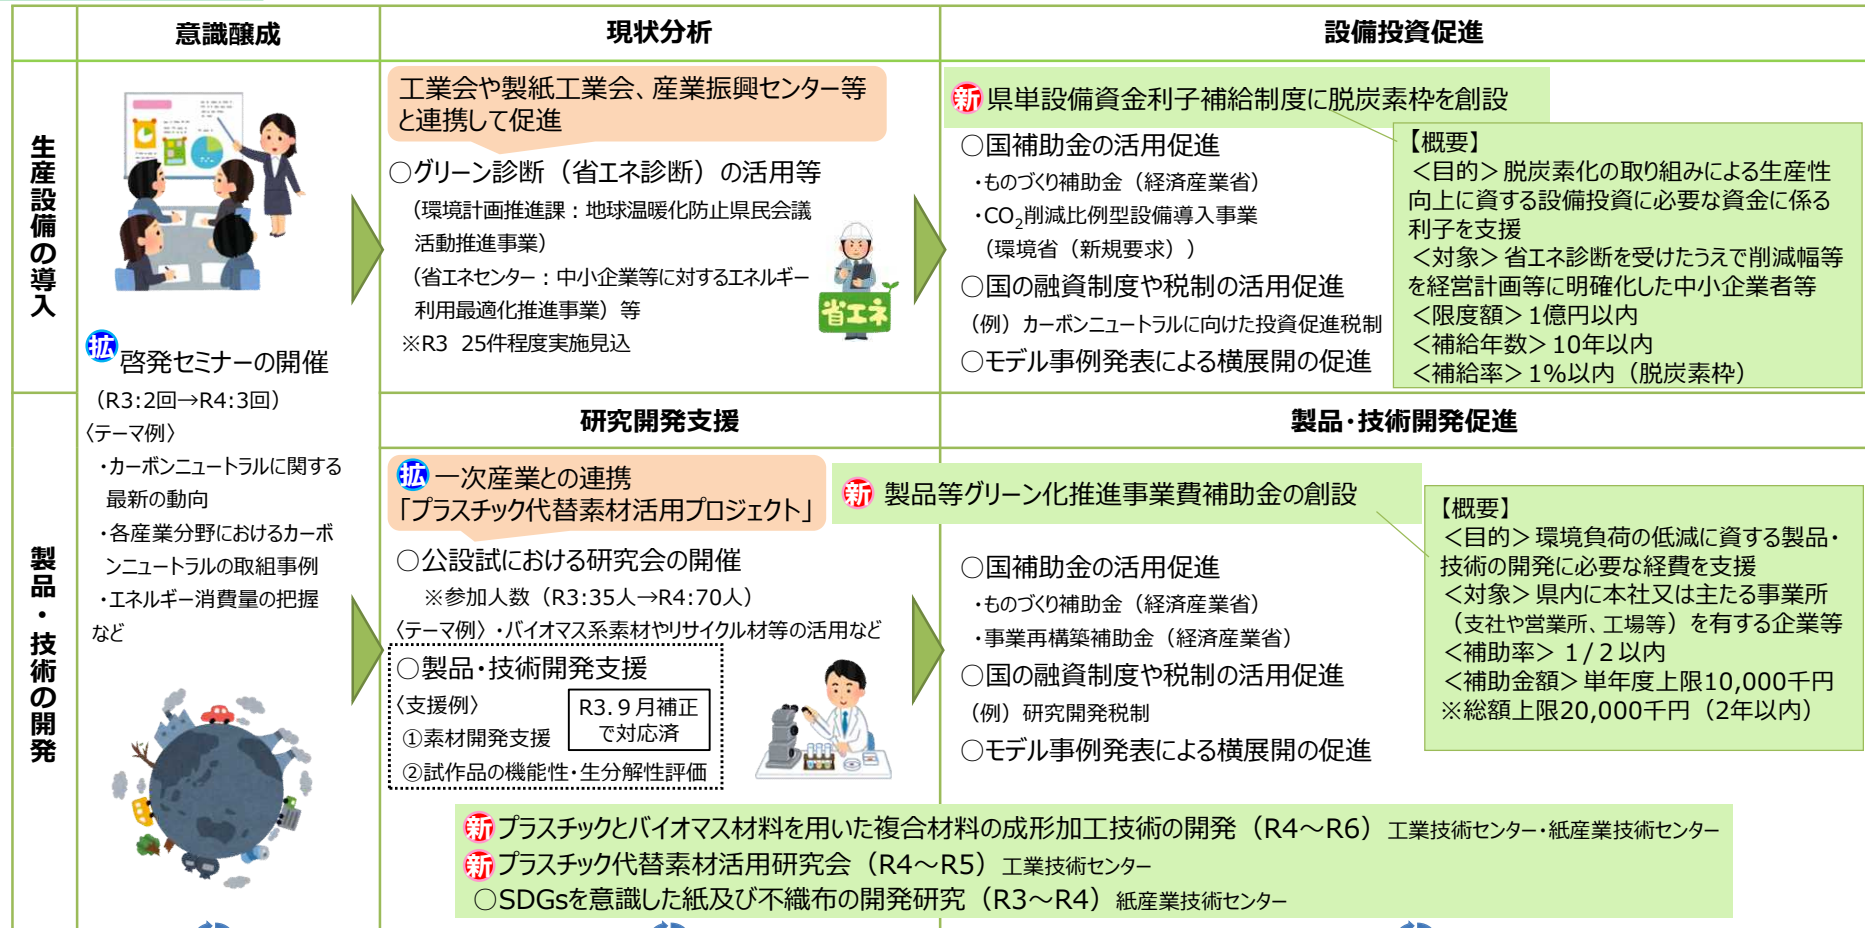 意識醸成
現状分析
設備投資促進
生産設備の導入
拡
啓発セミナーの開催
（R3:2回→R4:3回）
〈テーマ例〉
・カーボンニュートラルに関する
最新の動向
・各産業分野におけるカーボ
ンニュートラルの取組事例
・エネルギー消費量の把握
など
工業会や製紙工業会、産業振興センター等
と連携して促進
○グリーン診断（省エネ診断）の活用等
（環境計画推進課：地球温暖化防止県民会議
活動推進事業）
（省エネセンター：中小企業等に対するエネルギー
利用最適化推進事業）等
※R3 25件程度実施見込
省エネ
新 県単設備資金利子補給制度に脱炭素枠を創設
○国補助金の活用促進
・ものづくり補助金（経済産業省）
・CO2削減比例型設備導入事業
（環境省（新規要求））
○国の融資制度や税制の活用促進
（例）カーボンニュートラルに向けた投資促進税制
○モデル事例発表による横展開の促進
【概要】
＜目的＞脱炭素化の取り組みによる生産性
向上に資する設備投資に必要な資金に係る
利子を支援
＜対象＞省エネ診断を受けたうえで削減幅等
を経営計画等に明確化した中小企業者等
＜限度額＞1億円以内
＜補給年数＞10年以内
＜補給率＞1%以内（脱炭素枠）
製品・技術の開発
研究開発支援
製品・技術開発促進
拡 一次産業との連携
「プラスチック代替素材活用プロジェクト」
○公設試における研究会の開催
※参加人数（R3:35人→R4:70人）
〈テーマ例〉・バイオマス系素材やリサイクル材等の活用など
○製品・技術開発支援
〈支援例〉
①素材開発支援
②試作品の機能性・生分解性評価
R3.９月補正
で対応済
新 製品等グリーン化推進事業費補助金の創設
○国補助金の活用促進
・ものづくり補助金（経済産業省）
・事業再構築補助金（経済産業省）
○国の融資制度や税制の活用促進
（例）研究開発税制
○モデル事例発表による横展開の促進
【概要】
＜目的＞環境負荷の低減に資する製品・
技術の開発に必要な経費を支援
＜対象＞県内に本社又は主たる事業所
（支社や営業所、工場等）を有する企業等
＜補助率＞１/２以内
＜補助金額＞単年度上限10,000千円
※総額上限20,000千円（2年以内）
新 プラスチックとバイオマス材料を用いた複合材料の成形加工技術の開発（R4～R6）工業技術センター・紙産業技術センター
新 プラスチック代替素材活用研究会（R4～R5）工業技術センター
○SDGsを意識した紙及び不織布の開発研究（R3～R4）紙産業技術センター